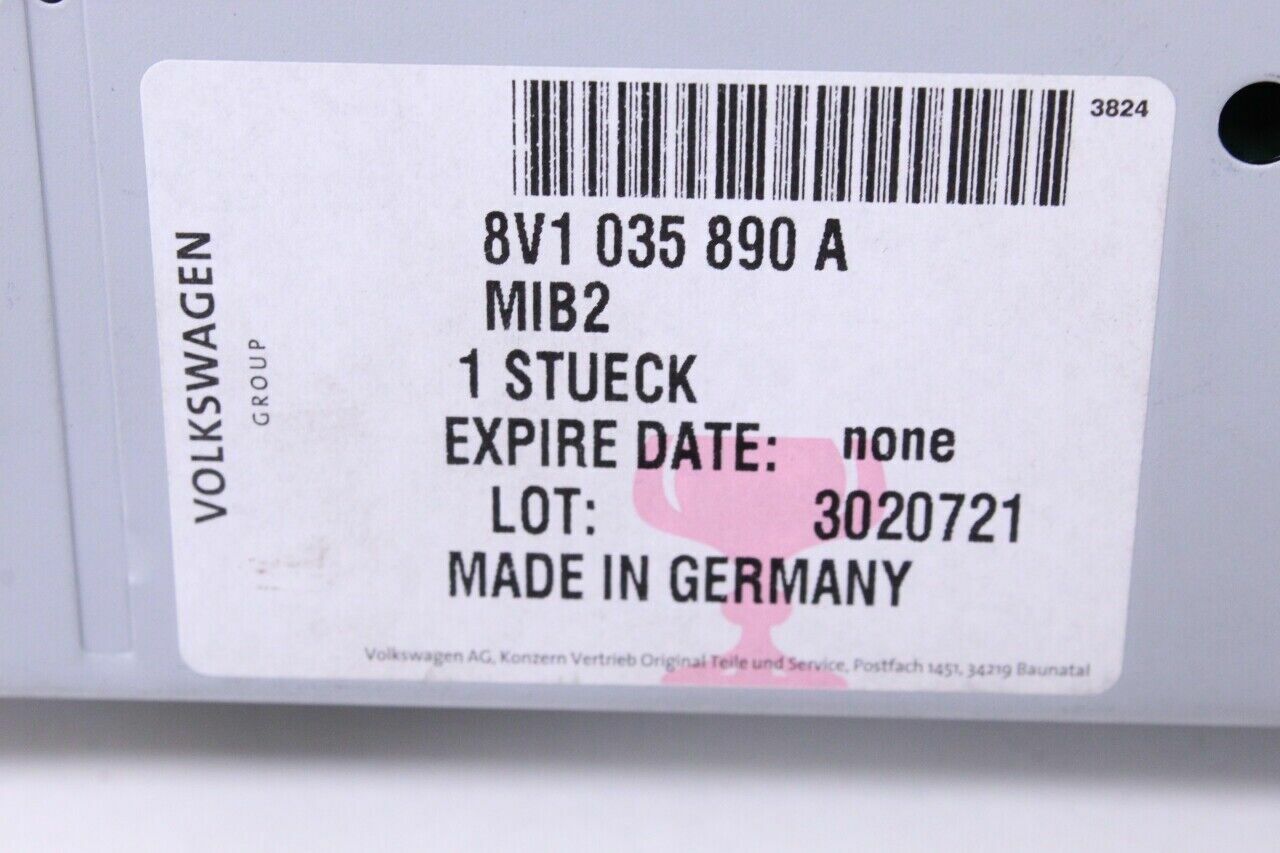 3824
8V1 035 890 A
MIB2
1 STUECK
EXPIRE DATE: none
LOT: 3020721
MADE IN GERMANY
VOLKSWAGEN
GROUP
Volkswagen AG, Konzern Vertrieb Original Teile und Service, Postfach 1451, 34219 Baunatal